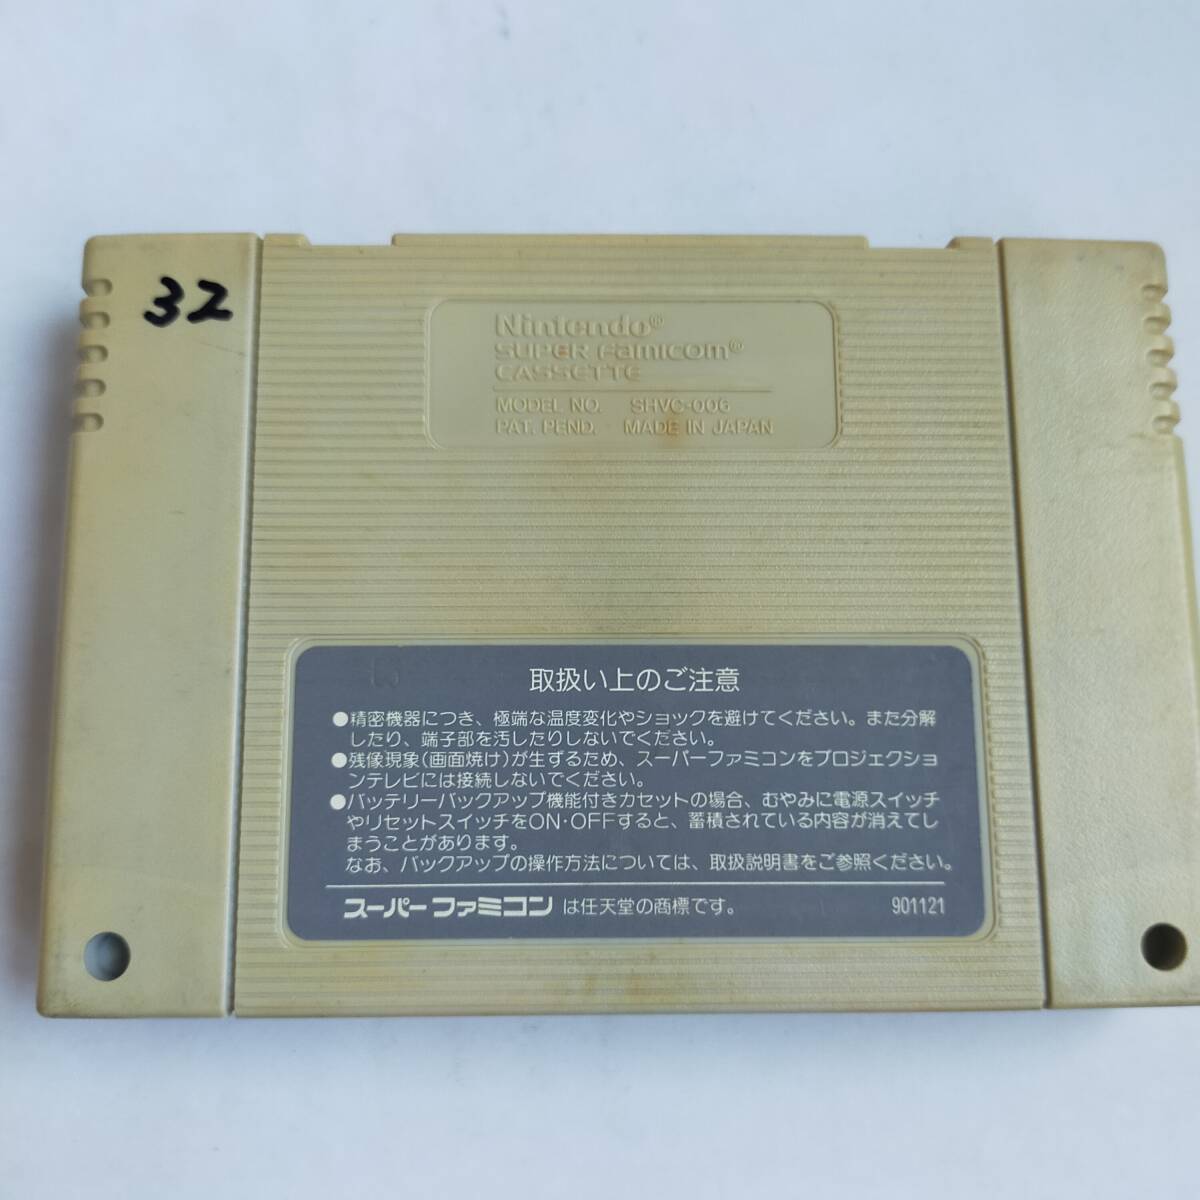 32
Nintendo®
SUPER Famicom®
CASSETTE
MODEL NO. SHVC-006
PAT. PEND. MADE IN JAPAN
取扱い上のご注意
●精密機器につき、極端な温度変化やショックを避けてください。また分解
したり、端子部を汚したりしないでください。
●残像現象(画面焼け)が生ずるため、スーパーファミコンをプロジェクショ
ンテレビには接続しないでください。
●バッテリーバックアップ機能付きカセットの場合、むやみに電源スイッチ
やリセットスイッチをON・OFFすると、蓄積されている内容が消えてし
まうことがあります。
なお、バックアップの操作方法については、取扱説明書をご参照ください。
スーパーファミコン は任天堂の商標です。 901121